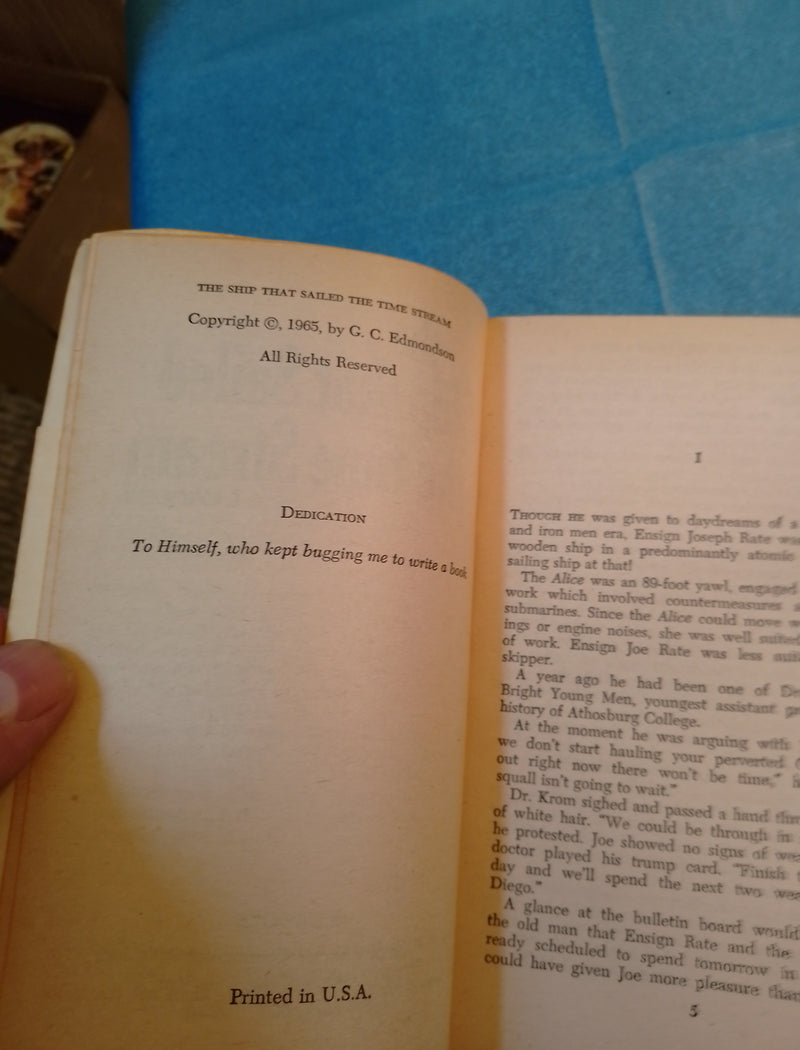 THE SHIP THAT SAILED THE TIME STREAM
Copyright ©, 1965, by G. C. Edmondson
All Rights Reserved
DEDICATION
To Himself, who kept bugging me to write a book
Printed in U.S.A.
I
THOUGH HE was given to daydreams of a
and iron men era, Ensign Joseph Rate was
wooden ship in a predominantly atomic
sailing ship at that!
The Alice was an 89-foot yawl, engaged
work which involved countermeasures
submarines. Since the Alice could move
ings or engine noises, she was well suited
of work. Ensign Joe Rate was less
skipper.
A year ago he had been one of
Bright Young Men, youngest assistant
history of Athosburg College.
At the moment he was arguing with
we don't start hauling your perverted
out right now there won't be time,"
squall isn't going to wait."
Dr. Krom sighed and passed a hand
of white hair. "We could be through in
he protested. Joe showed no signs of
doctor played his trump card. "Finish
day and we'll spend the next two
Diego."
A glance at the bulletin board would
the old man that Ensign Rate and the
ready scheduled to spend tomorrow in
could have given Joe more pleasure than
5